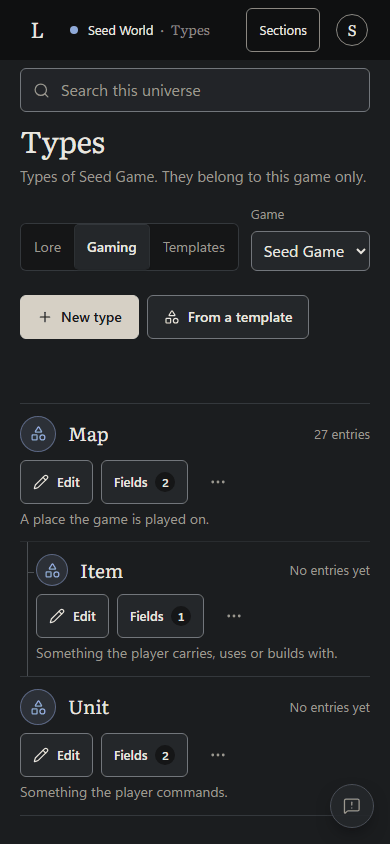 L Seed World · Types Sections S
Search this universe
Types
Types of Seed Game. They belong to this game only.
Game
Lore Gaming Templates Seed Game
New type From a template
Map 27 entries
Edit Fields 2 ···
A place the game is played on.
Item No entries yet
Edit Fields 1 ···
Something the player carries, uses or builds with.
Unit No entries yet
Edit Fields 2 ···
Something the player commands.